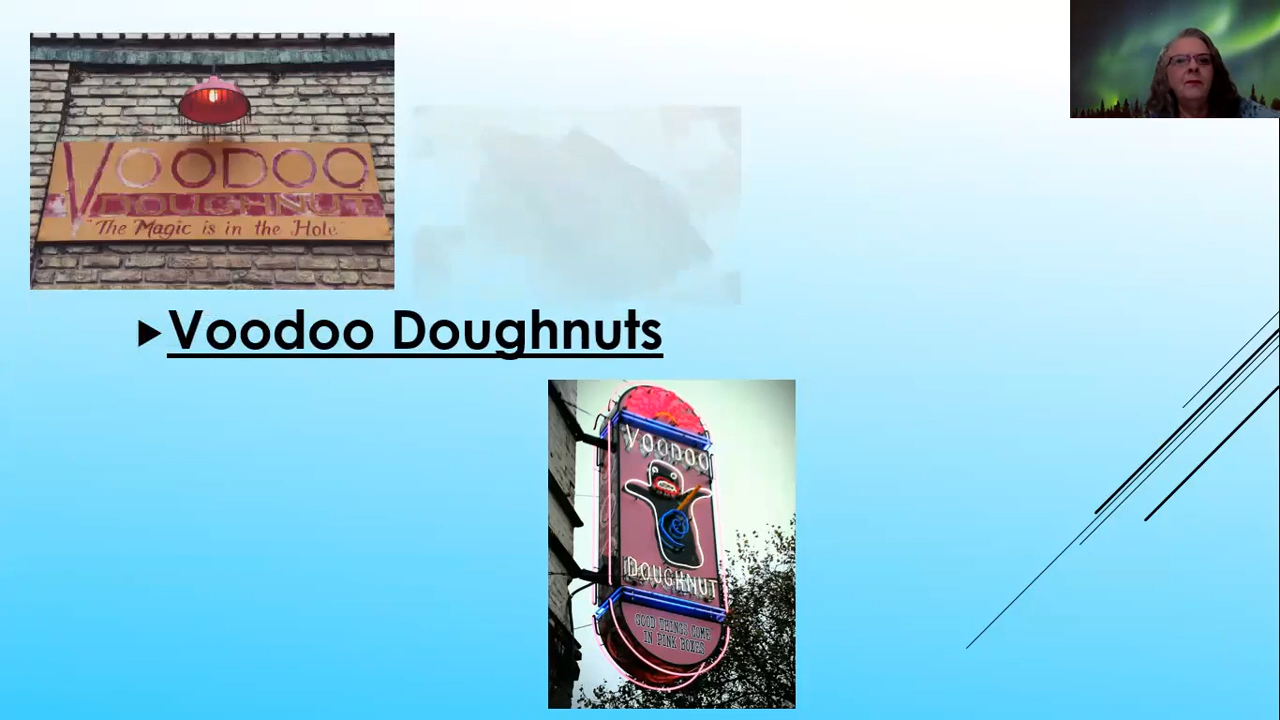 VOODOO
DOUGHNUT
"The Magic is in the Hole"
Voodoo Doughnuts
VOODOO
DOUGHNUT
GOOD THINGS COME
IN PINK BOXES